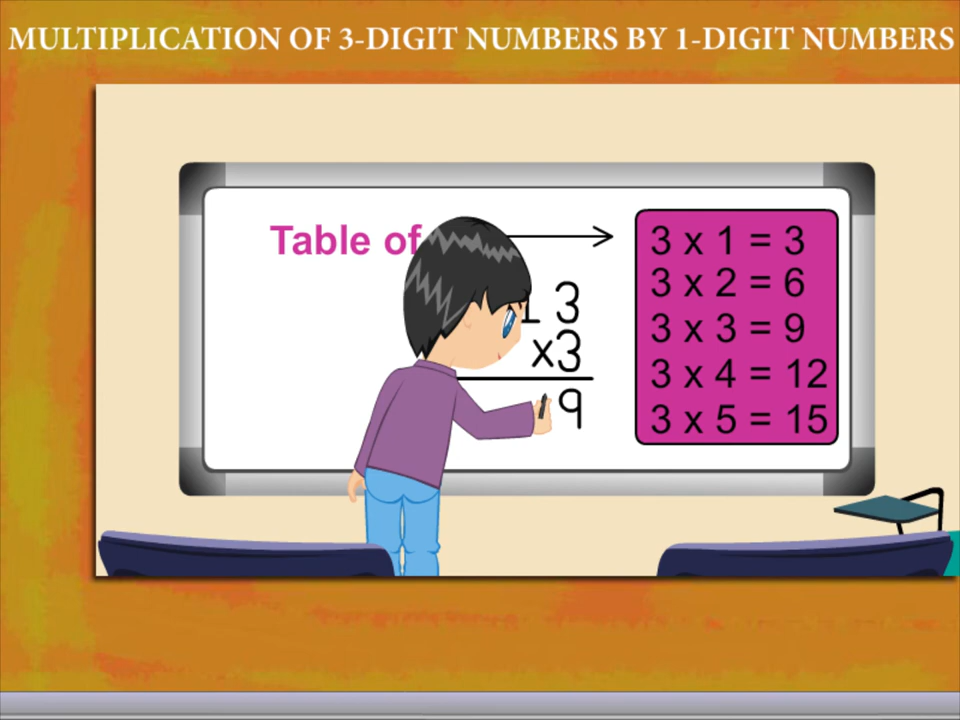 MULTIPLICATION OF 3-DIGIT NUMBERS BY 1-DIGIT NUMBERS
Table of
3 x 1 = 3
3 x 2 = 6
3 x 3 = 9
3 x 4 = 12
3 x 5 = 15
1 3
x3
9